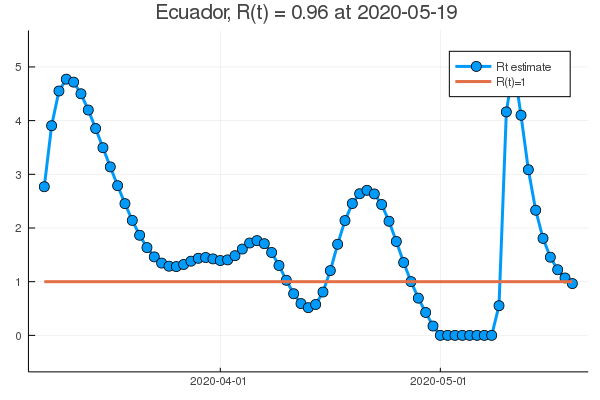 Ecuador, R(t) = 0.96 at 2020-05-19
Rt estimate
R(t)=1
5
4
3
2
1
0
2020-04-01
2020-05-01